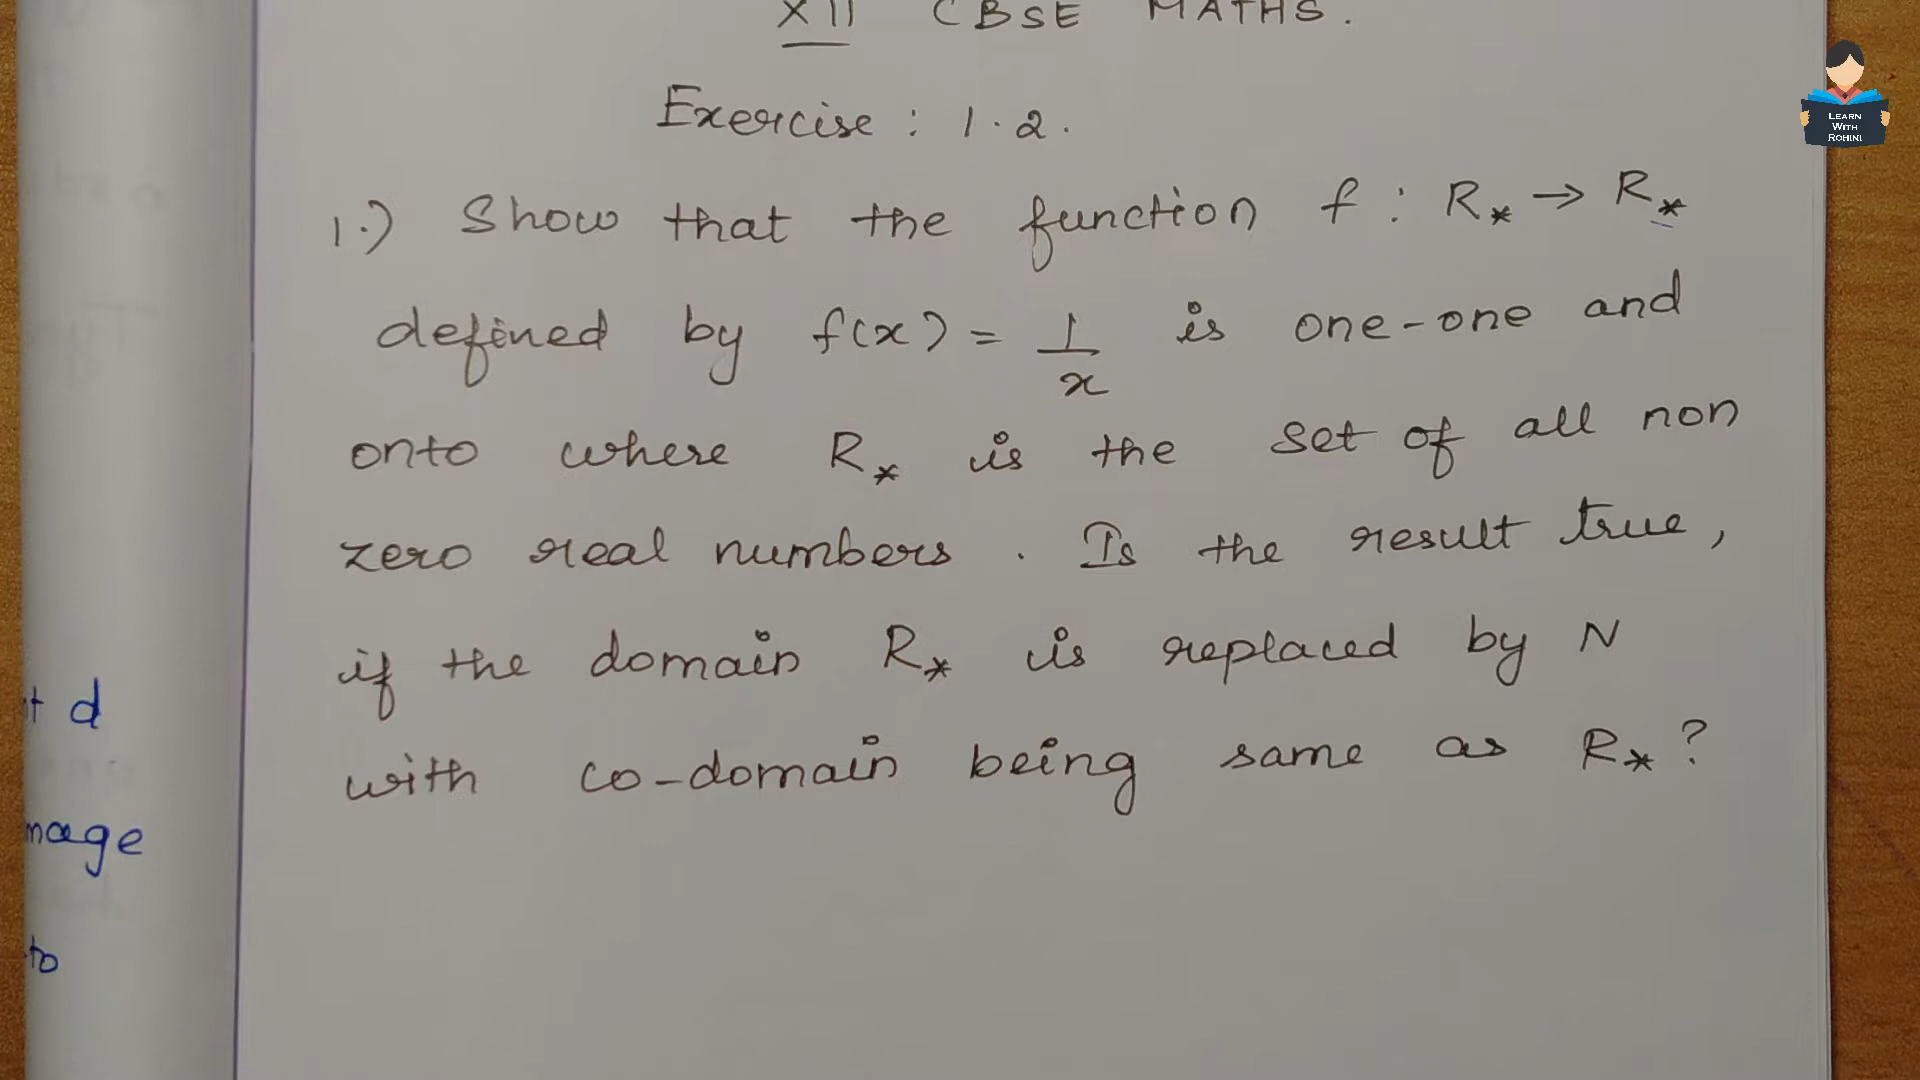 XII CBSE MATHS.
Exercise : 1.2.
1.) Show that the function f : R* → R*
defined by f(x) = 1/x is one-one and
onto where R* is the set of all non
zero real numbers . Is the result true,
if the domain R* is replaced by N
with co-domain being same as R* ?
d
mage
to
LEARN
WITH
ROHINI